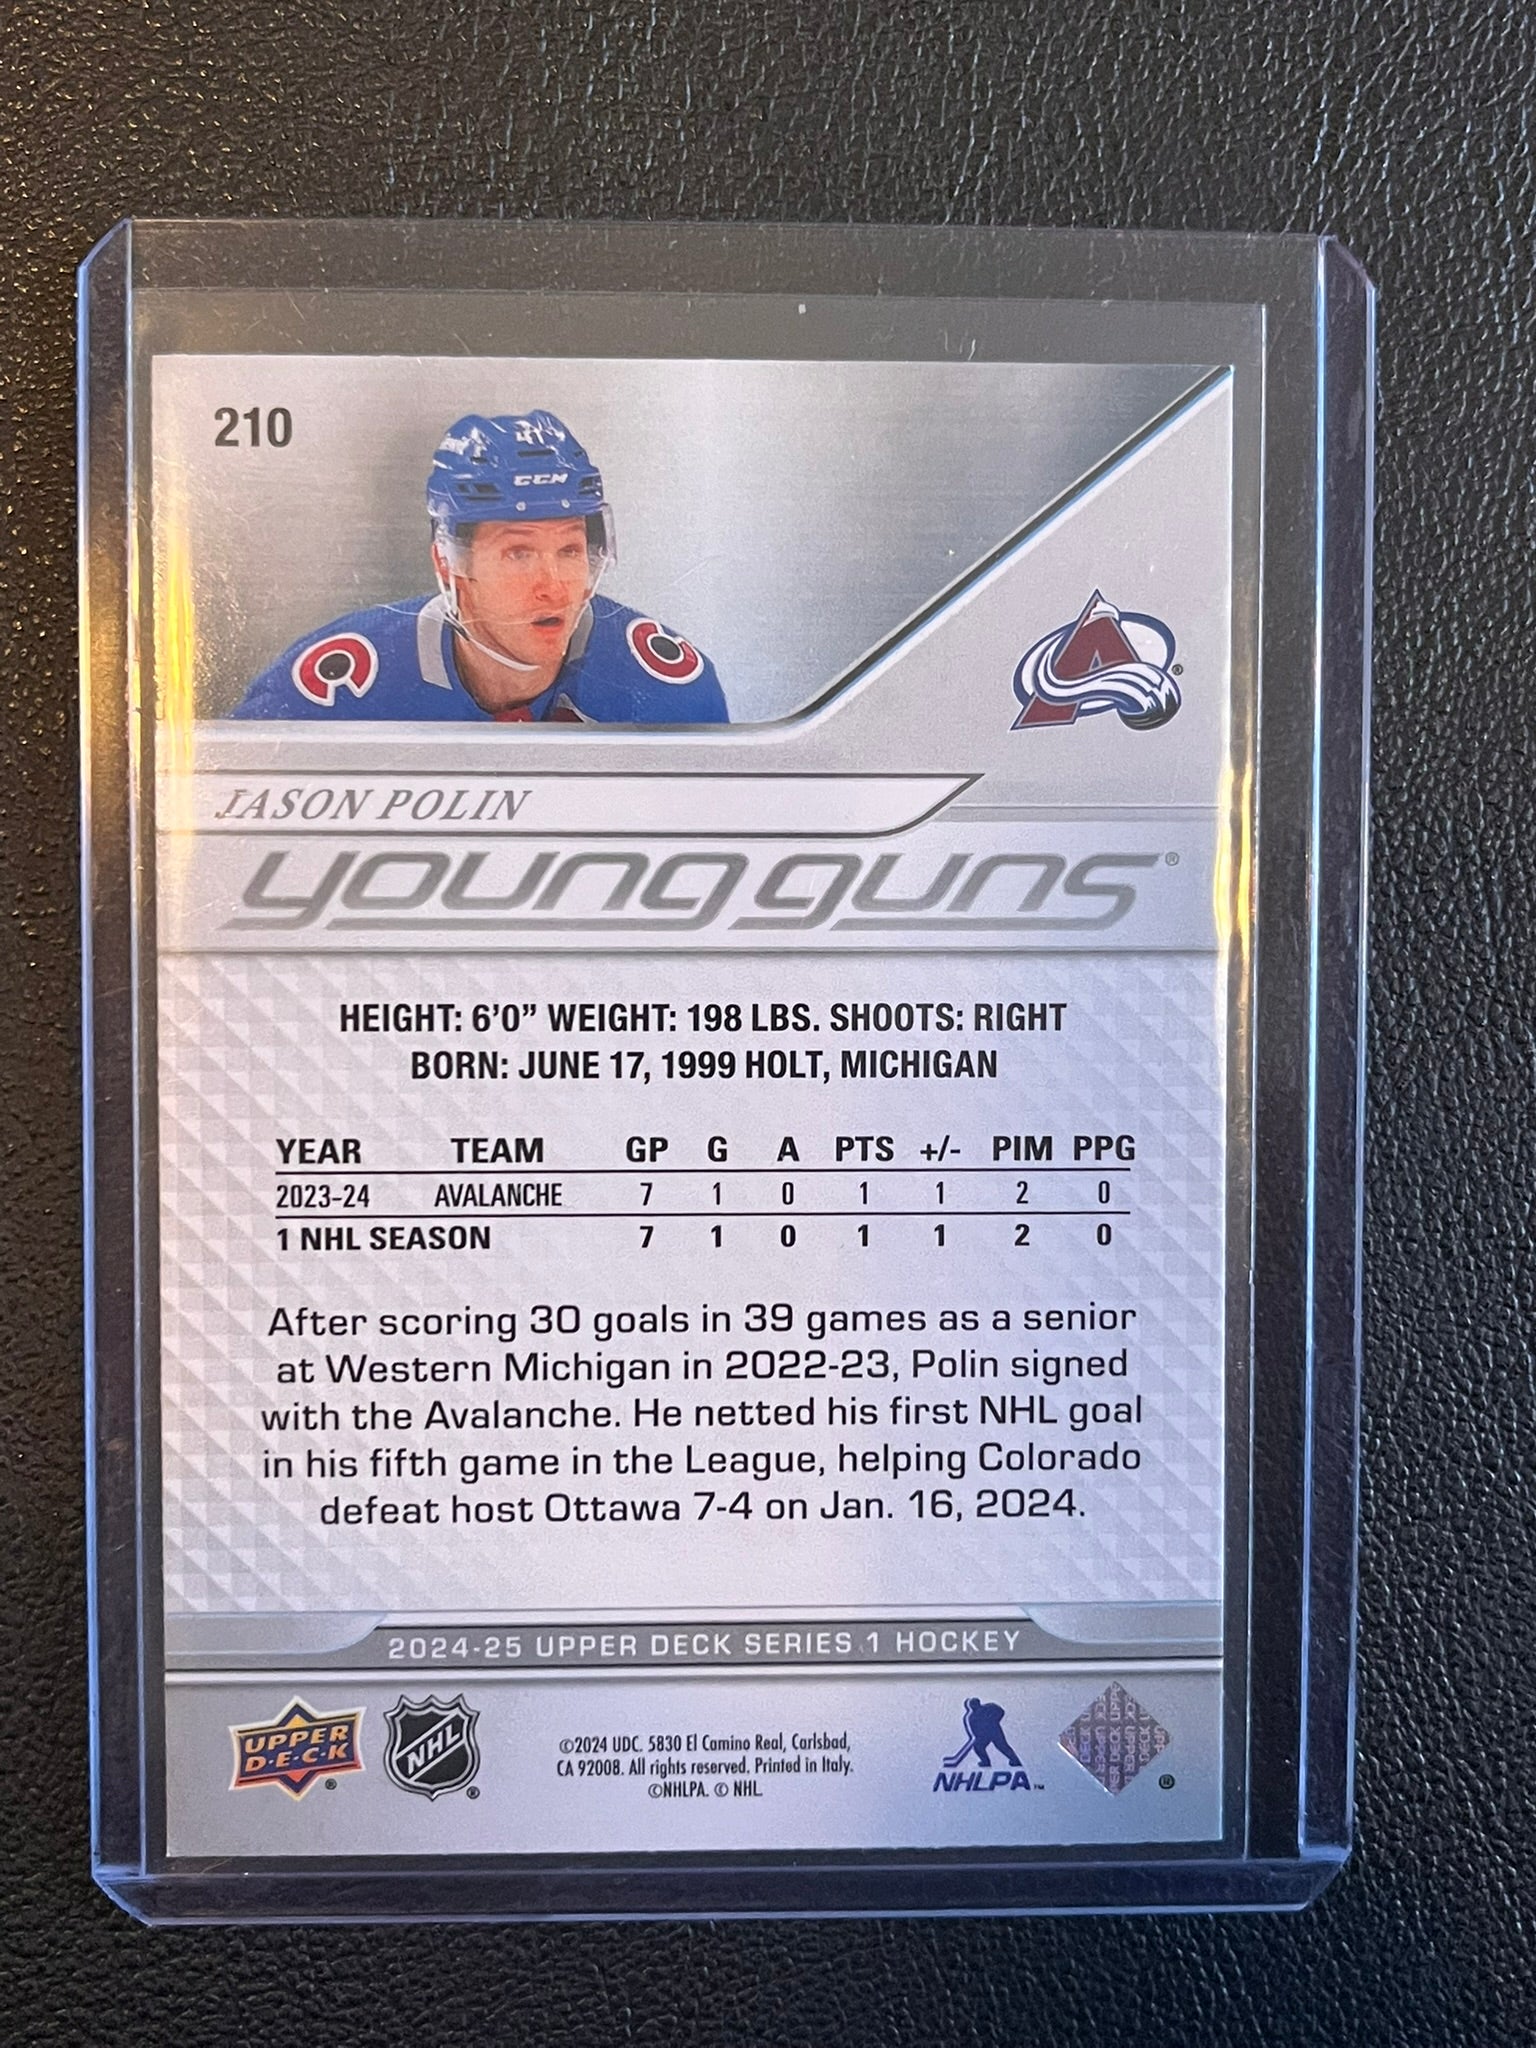 210
CCM
JASON POLIN
young guns®
HEIGHT: 6'0” WEIGHT: 198 LBS. SHOOTS: RIGHT
BORN: JUNE 17, 1999 HOLT, MICHIGAN
YEAR TEAM GP G A PTS +/- PIM PPG
2023-24 AVALANCHE 7 1 0 1 1 2 0
1 NHL SEASON 7 1 0 1 1 2 0
After scoring 30 goals in 39 games as a senior
at Western Michigan in 2022-23, Polin signed
with the Avalanche. He netted his first NHL goal
in his fifth game in the League, helping Colorado
defeat host Ottawa 7-4 on Jan. 16, 2024.
2024-25 UPPER DECK SERIES 1 HOCKEY
UPPER
D·E·C·K
®
NHL
®
©2024 UDC. 5830 El Camino Real, Carlsbad,
CA 92008. All rights reserved. Printed in Italy.
©NHLPA. © NHL
NHLPA™
®